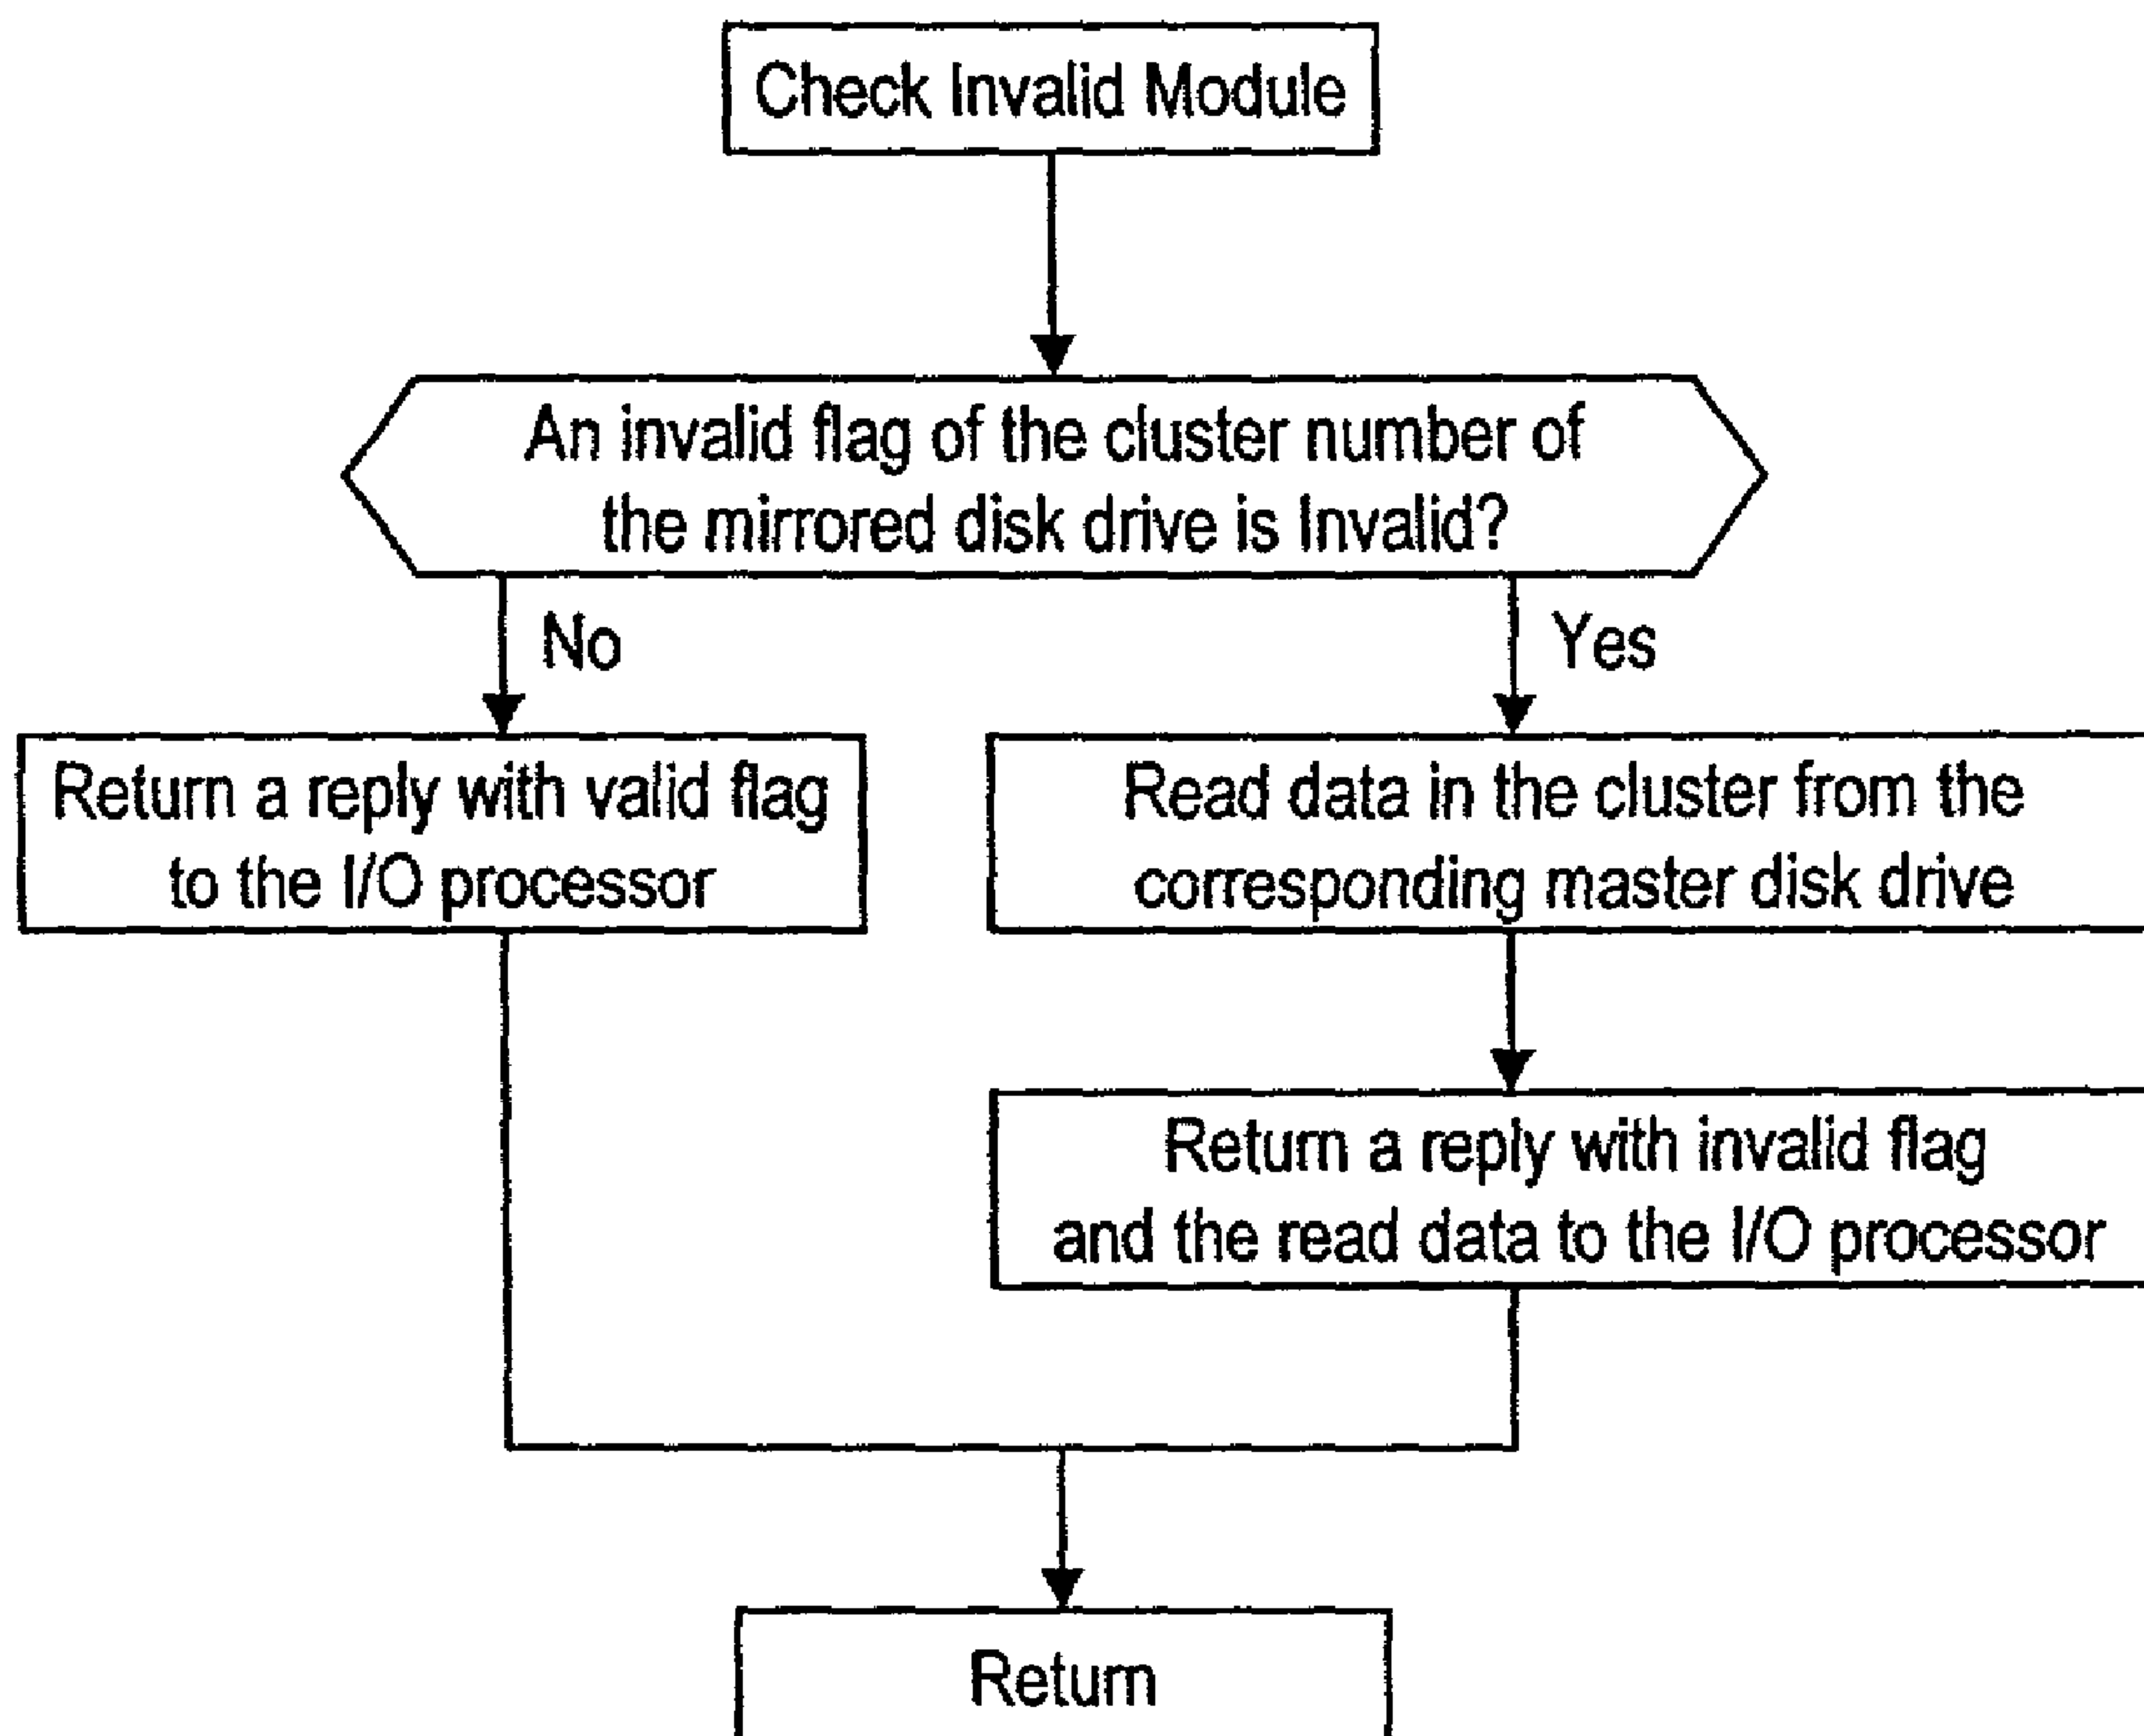 Check Invalid Module
An invalid flag of the cluster number of
the mirrored disk drive is Invalid?
No
Yes
Return a reply with valid flag
to the I/O processor
Read data in the cluster from the
corresponding master disk drive
Return a reply with invalid flag
and the read data to the I/O processor
Return